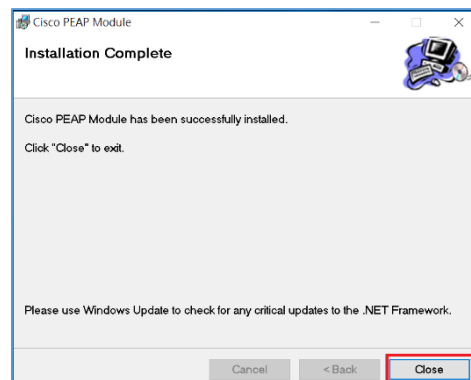 Cisco PEAP Module
Installation Complete
Cisco PEAP Module has been successfully installed.
Click "Close" to exit.
Please use Windows Update to check for any critical updates to the .NET Framework.
Cancel < Back Close